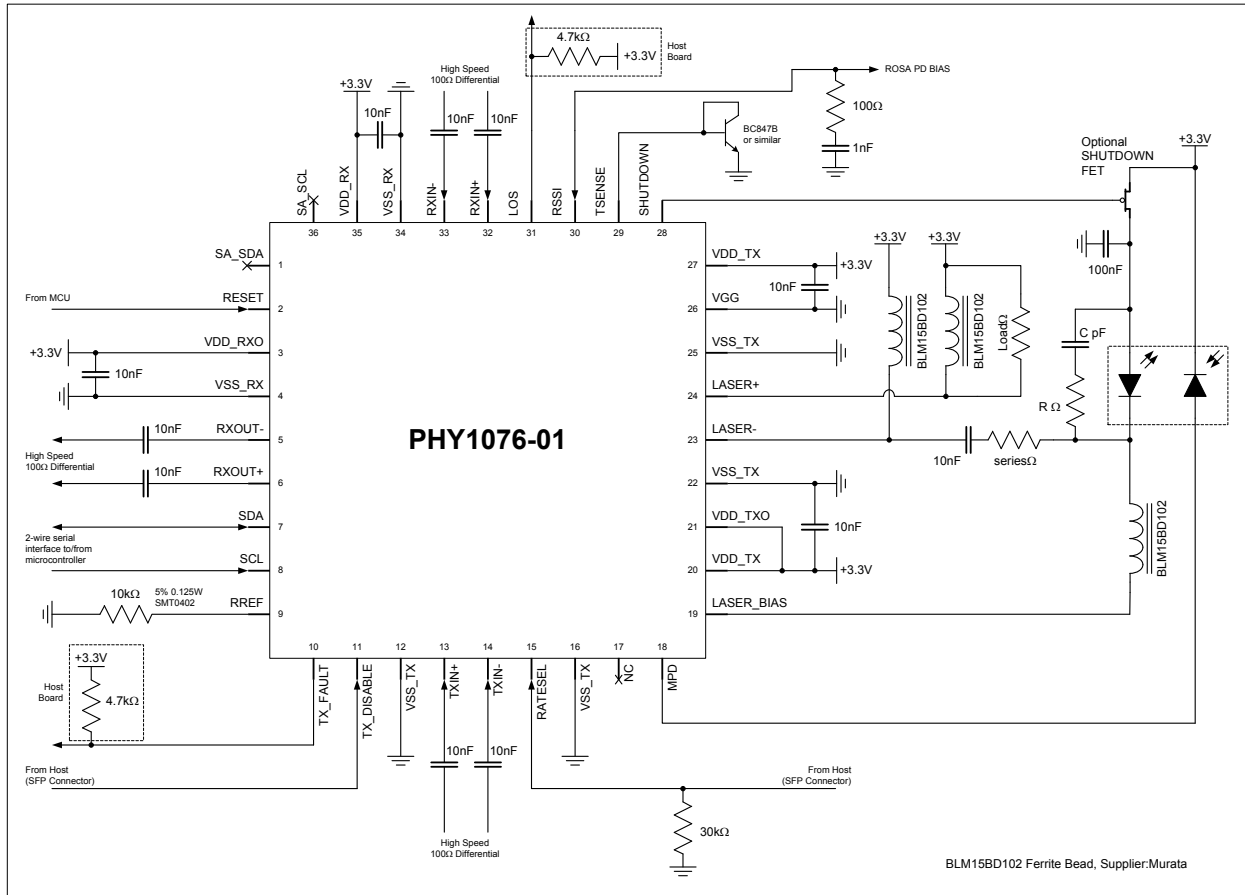 4.7kΩ
+3.3V
Host
Board
High Speed
100Ω Differential
+3.3V
10nF
10nF
10nF
ROSA PD BIAS
100Ω
1nF
BC847B
or similar
Optional
SHUTDOWN
FET
+3.3V
SA_SCL
VDD_RX
VSS_RX
RXIN-
RXIN+
LOS
RSSI
TSENSE
SHUTDOWN
36
35
34
33
32
31
30
29
28
SA_SDA
1
From MCU
RESET
2
+3.3V
VDD_RXO
3
10nF
VSS_RX
4
10nF
RXOUT-
5
High Speed
100Ω Differential
10nF
RXOUT+
6
SDA
7
2-wire serial
interface to/from
microcontroller
SCL
8
10kΩ
5% 0.125W
SMT0402
RREF
9
PHY1076-01
27
VDD_TX
+3.3V
10nF
26
VGG
25
VSS_TX
24
LASER+
23
LASER-
22
VSS_TX
21
VDD_TXO
10nF
20
VDD_TX
+3.3V
19
LASER_BIAS
+3.3V
+3.3V
BLM15BD102
BLM15BD102
LoadΩ
100nF
C pF
R Ω
10nF
seriesΩ
BLM15BD102
10
11
12
13
14
15
16
17
18
TX_FAULT
TX_DISABLE
VSS_TX
TXIN+
TXIN-
RATESEL
VSS_TX
NC
MPD
+3.3V
Host
Board
4.7kΩ
From Host
(SFP Connector)
10nF
10nF
High Speed
100Ω Differential
From Host
(SFP Connector)
30kΩ
BLM15BD102 Ferrite Bead, Supplier:Murata